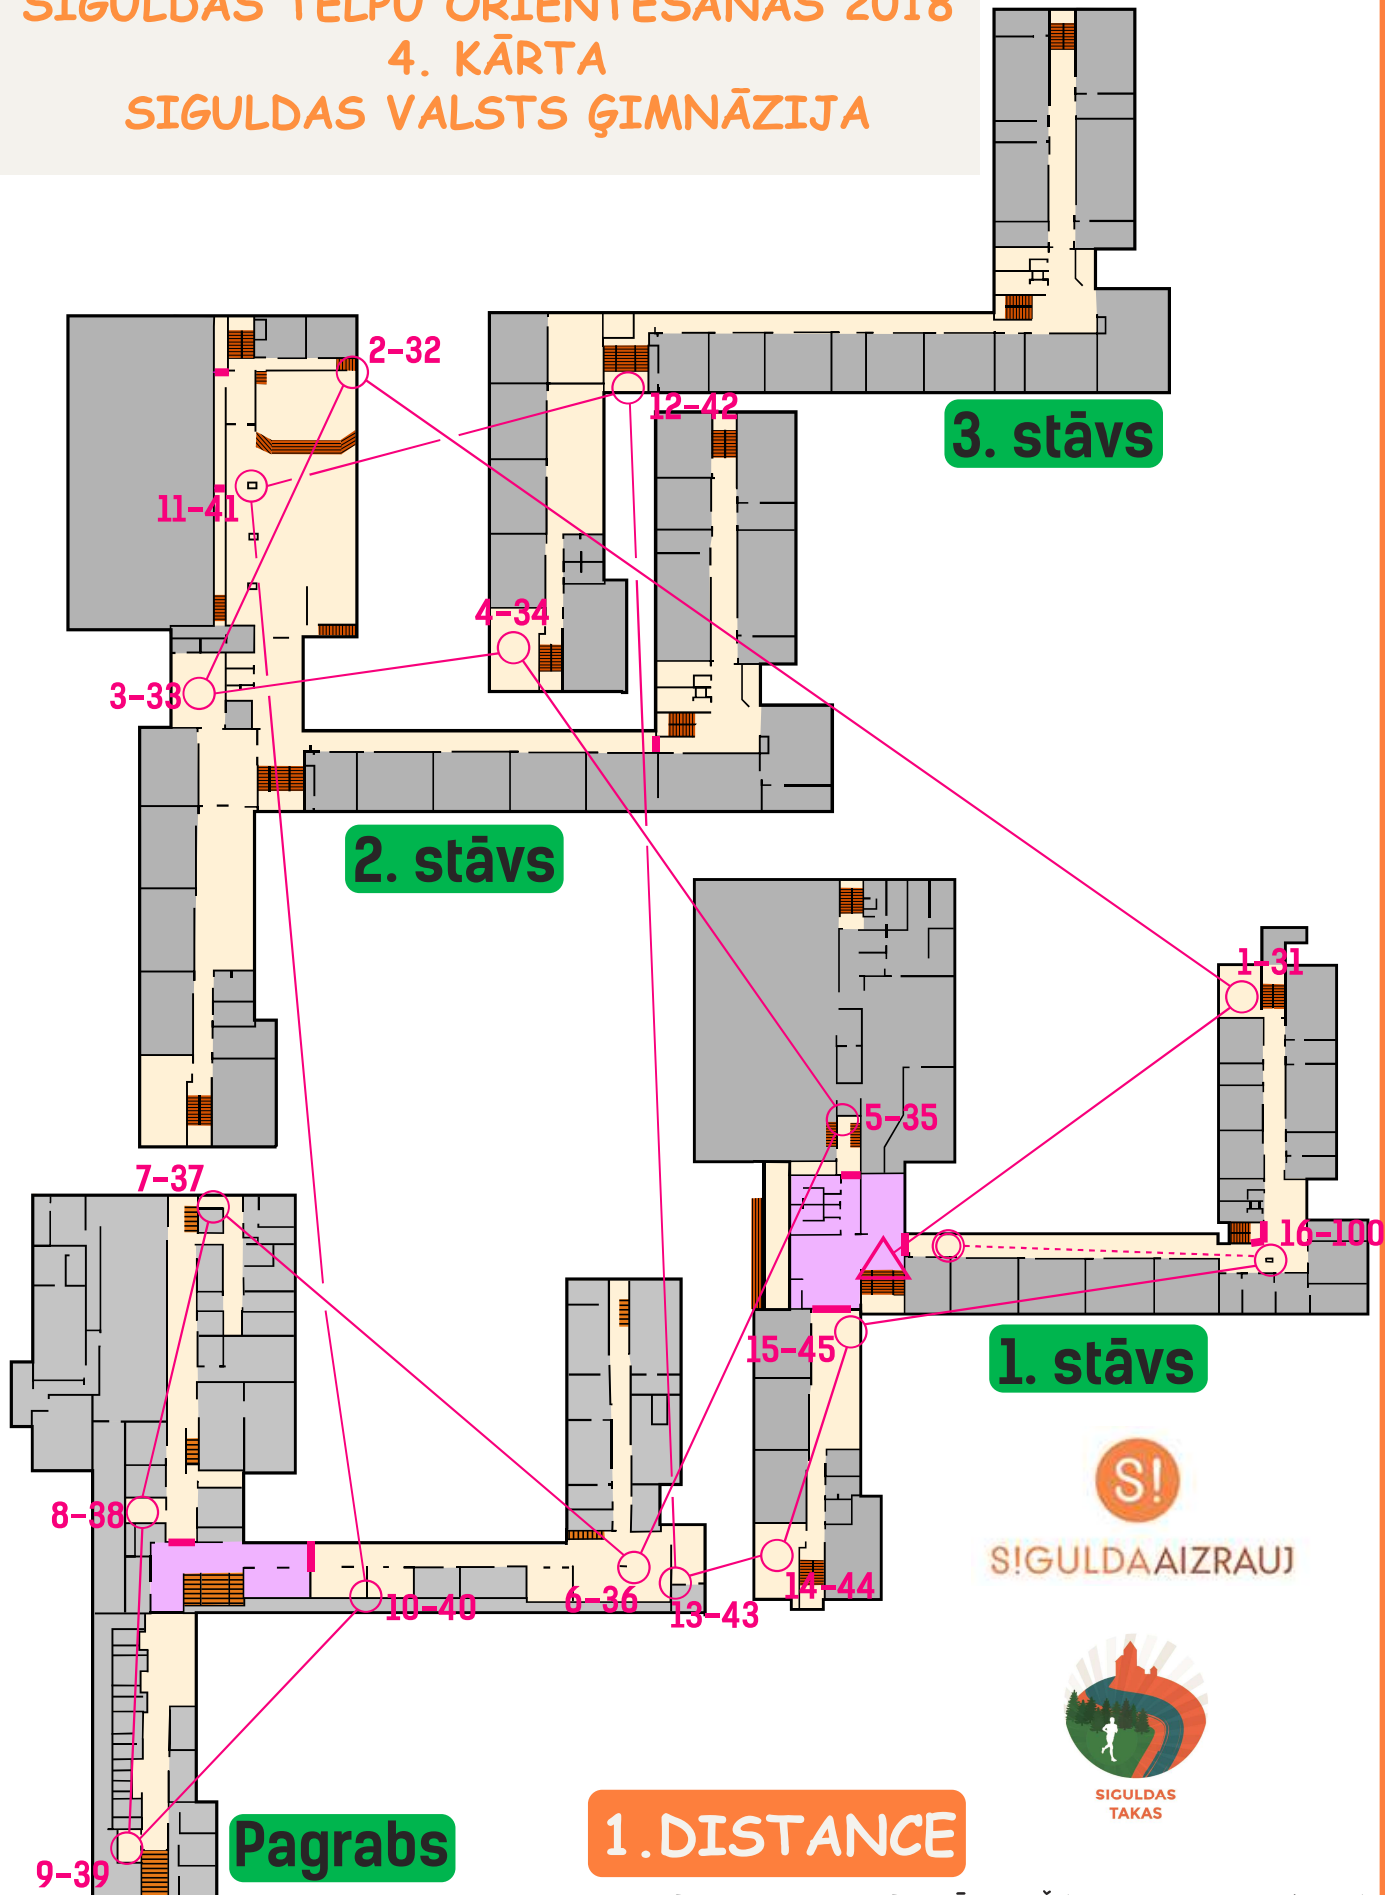 SIGULDAS TELPU ORIENTĒŠANĀS 2018
4. KĀRTA
SIGULDAS VALSTS ĢIMNĀZIJA
2-32
12-42
3. stāvs
11-41
4-34
3-33
2. stāvs
1-31
5-35
7-37
16-100
15-45
1. stāvs
S!
8-38
S!GULDAAIZRAUJ
14-44
10-40
6-36
13-43
SIGULDAS
TAKAS
1.DISTANCE
Pagrabs
9-39